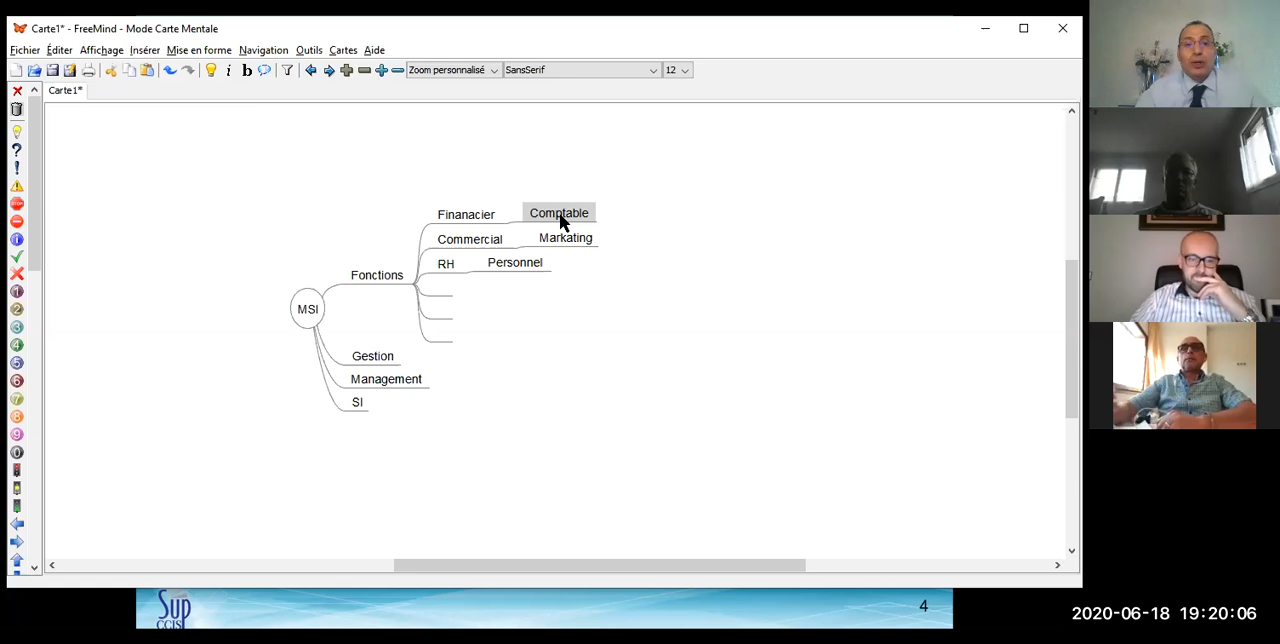 Carte1* - FreeMind - Mode Carte Mentale
Fichier Éditer Affichage Insérer Mise en forme Navigation Outils Cartes Aide
Zoom personnalisé SansSerif 12
Carte1*
Finanacier Comptable
Commercial Markating
RH Personnel
Fonctions
MSI
Gestion
Management
SI
Sup
CCIS
4
2020-06-18 19:20:06